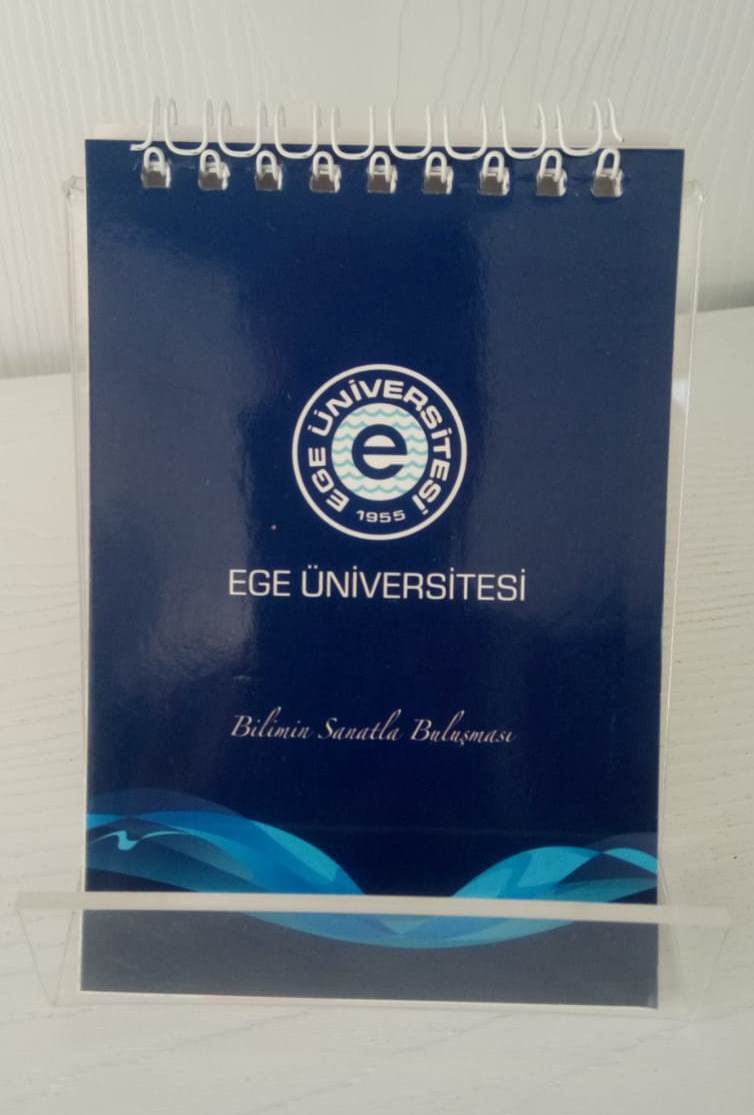 EGE ÜNİVERSİTESİ
e
1955
EGE ÜNİVERSİTESİ
Bilimin Sanatla Buluşması